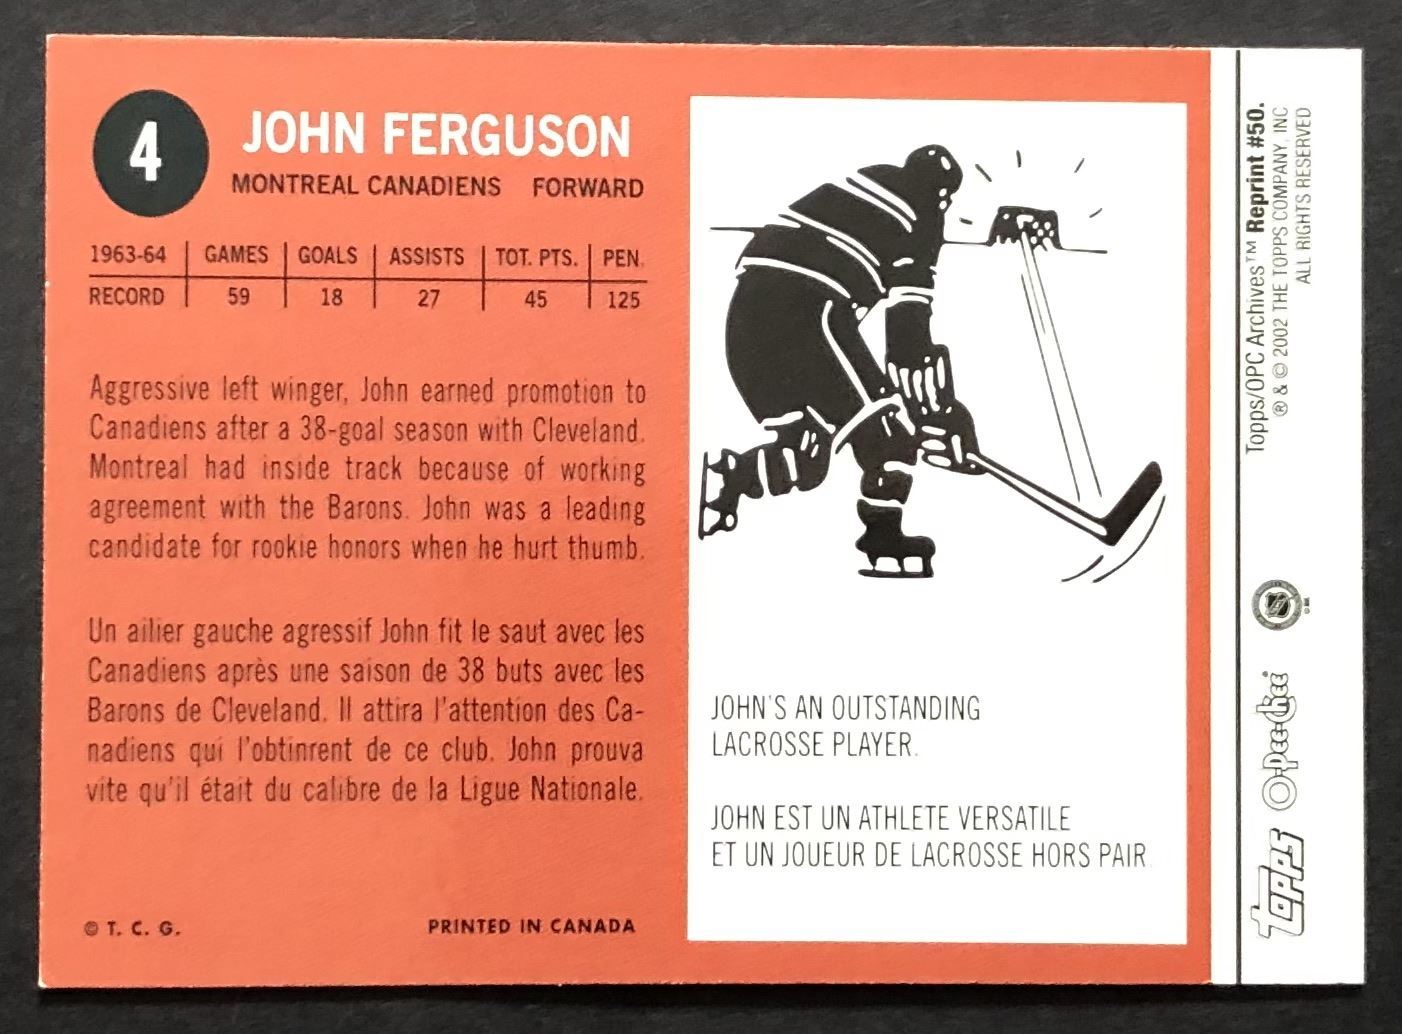 4
JOHN FERGUSON
MONTREAL CANADIENS FORWARD
1963-64 GAMES GOALS ASSISTS TOT. PTS. PEN.
RECORD 59 18 27 45 125
Aggressive left winger, John earned promotion to
Canadiens after a 38-goal season with Cleveland.
Montreal had inside track because of working
agreement with the Barons. John was a leading
candidate for rookie honors when he hurt thumb.
Un ailier gauche agressif John fit le saut avec les
Canadiens après une saison de 38 buts avec les
Barons de Cleveland. Il attira l'attention des Ca-
nadiens qui l'obtinrent de ce club. John prouva
vite qu'il était du calibre de la Ligue Nationale.
© T. C. G. PRINTED IN CANADA
JOHN'S AN OUTSTANDING
LACROSSE PLAYER.
JOHN EST UN ATHLETE VERSATILE
ET UN JOUEUR DE LACROSSE HORS PAIR
Topps/OPC Archives™ Reprint #50.
® & © 2002 THE TOPPS COMPANY, INC
ALL RIGHTS RESERVED
NHL
O-Pee-Chee
TOPPS